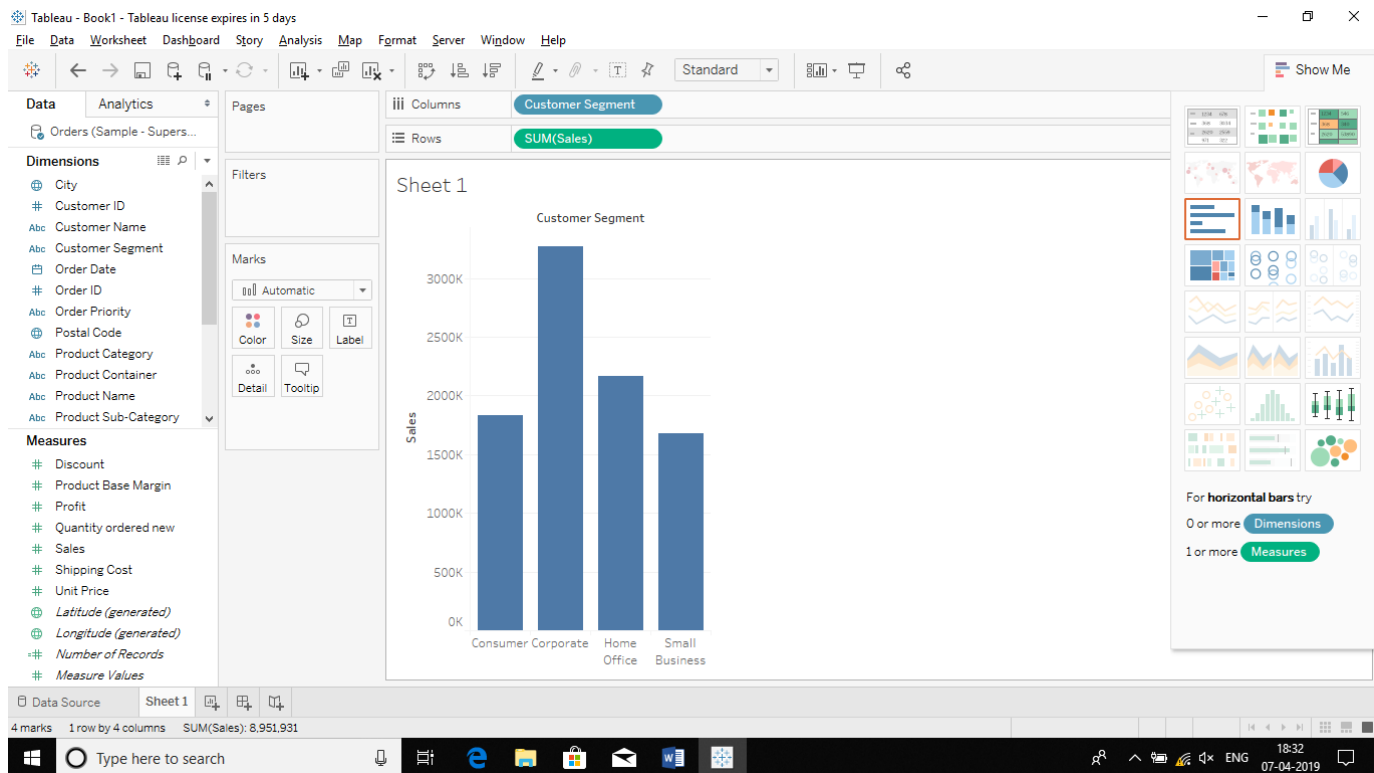 Tableau - Book1 - Tableau license expires in 5 days
File Data Worksheet Dashboard Story Analysis Map Format Server Window Help
Standard
Show Me
Data Analytics
Orders (Sample - Supers...
Dimensions
City
Customer ID
Abc Customer Name
Abc Customer Segment
Order Date
Order ID
Abc Order Priority
Postal Code
Abc Product Category
Abc Product Container
Abc Product Name
Abc Product Sub-Category
Measures
Discount
Product Base Margin
Profit
Quantity ordered new
Sales
Shipping Cost
Unit Price
Latitude (generated)
Longitude (generated)
Number of Records
Measure Values
Pages
Filters
Marks
Automatic
Color Size Label
Detail Tooltip
Columns Customer Segment
Rows SUM(Sales)
Sheet 1
Customer Segment
3000K
2500K
2000K
1500K
1000K
500K
0K
Sales
Consumer Corporate Home Office Small Business
For horizontal bars try
0 or more Dimensions
1 or more Measures
Data Source Sheet 1
4 marks 1 row by 4 columns SUM(Sales): 8,951,931
Type here to search
ENG
18:32
07-04-2019